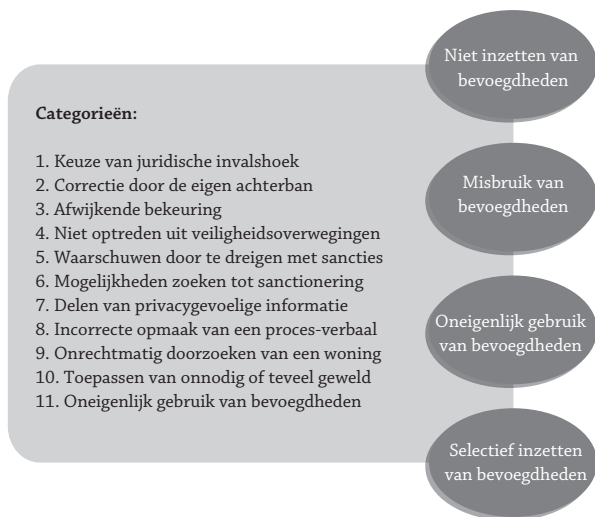 Categorieën:
1. Keuze van juridische invalshoek
2. Correctie door de eigen achterban
3. Afwijkende bekeuring
4. Niet optreden uit veiligheidsoverwegingen
5. Waarschuwen door te dreigen met sancties
6. Mogelijkheden zoeken tot sanctionering
7. Delen van privacygevoelige informatie
8. Incorrecte opmaak van een proces-verbaal
9. Onrechtmatig doorzoeken van een woning
10. Toepassen van onnodig of teveel geweld
11. Oneigenlijk gebruik van bevoegdheden
Niet inzetten van
bevoegdheden
Misbruik van
bevoegdheden
Oneigenlijk gebruik
van bevoegdheden
Selectief inzetten
van bevoegdheden